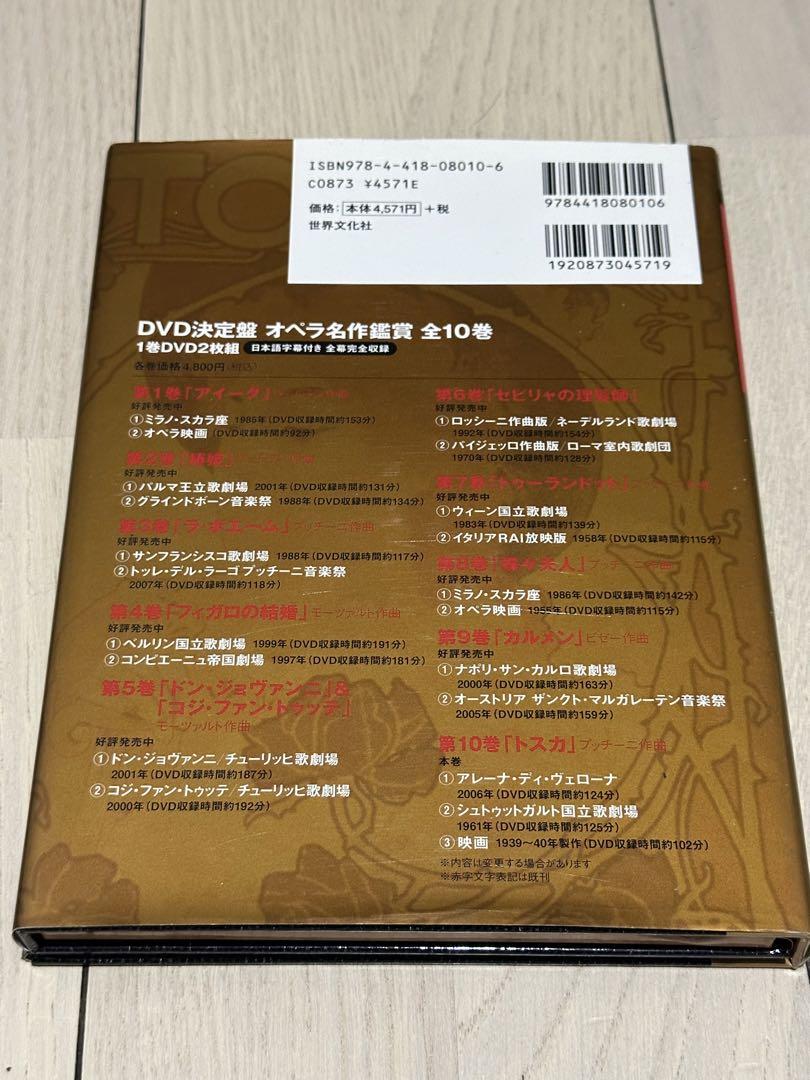 TO
ISBN978-4-418-08010-6
C0873 ¥4571E
価格：本体4,571円＋税
世界文化社
9784418080106
1920873045719
DVD決定盤 オペラ名作鑑賞 全10巻
1巻DVD2枚組 日本語字幕付き 全幕完全収録
各巻価格4,800円(税込)
第1巻「アイーダ」
好評発売中
①ミラノ・スカラ座 1985年(DVD収録時間約153分)
②オペラ映画(DVD収録時間約92分)
第2巻「椿姫」
好評発売中
①パルマ王立歌劇場 2001年(DVD収録時間約131分)
②グラインドボーン音楽祭 1988年(DVD収録時間約134分)
第3巻「ラ・ボエーム」プッチーニ作曲
好評発売中
①サンフランシスコ歌劇場 1988年(DVD収録時間約117分)
②トッレ・デル・ラーゴ プッチーニ音楽祭
2007年(DVD収録時間約118分)
第4巻「フィガロの結婚」モーツァルト作曲
好評発売中
①ベルリン国立歌劇場 1999年(DVD収録時間約191分)
②コンピエーニュ帝国劇場 1997年(DVD収録時間約181分)
第5巻「ドン・ジョヴァンニ」&
「コジ・ファン・トゥッテ」
モーツァルト作曲
好評発売中
①ドン・ジョヴァンニ/チューリッヒ歌劇場
2001年(DVD収録時間約187分)
②コジ・ファン・トゥッテ/チューリッヒ歌劇場
2000年(DVD収録時間約192分)
第6巻「セビリャの理髪師」
好評発売中
①ロッシーニ作曲版/ネーデルランド歌劇場
1992年(DVD収録時間約154分)
②パイジェッロ作曲版/ローマ室内歌劇団
1970年(DVD収録時間約128分)
第7巻「トゥーランドット」
好評発売中
①ウィーン国立歌劇場
1983年(DVD収録時間約139分)
②イタリアRAI放映版 1958年(DVD収録時間約115分)
第8巻「蝶々夫人」プッチーニ作曲
好評発売中
①ミラノ・スカラ座 1986年(DVD収録時間約142分)
②オペラ映画 1955年(DVD収録時間約115分)
第9巻「カルメン」ビゼー作曲
好評発売中
①ナポリ・サン・カルロ歌劇場
2000年(DVD収録時間約163分)
②オーストリア ザンクト・マルガレーテン音楽祭
2005年(DVD収録時間約159分)
第10巻「トスカ」プッチーニ作曲
本巻
①アレーナ・ディ・ヴェローナ
2006年(DVD収録時間約124分)
②シュトゥットガルト国立歌劇場
1961年(DVD収録時間約125分)
③映画 1939〜40年製作(DVD収録時間約102分)
※内容は変更する場合があります
※赤字文字表記は既刊